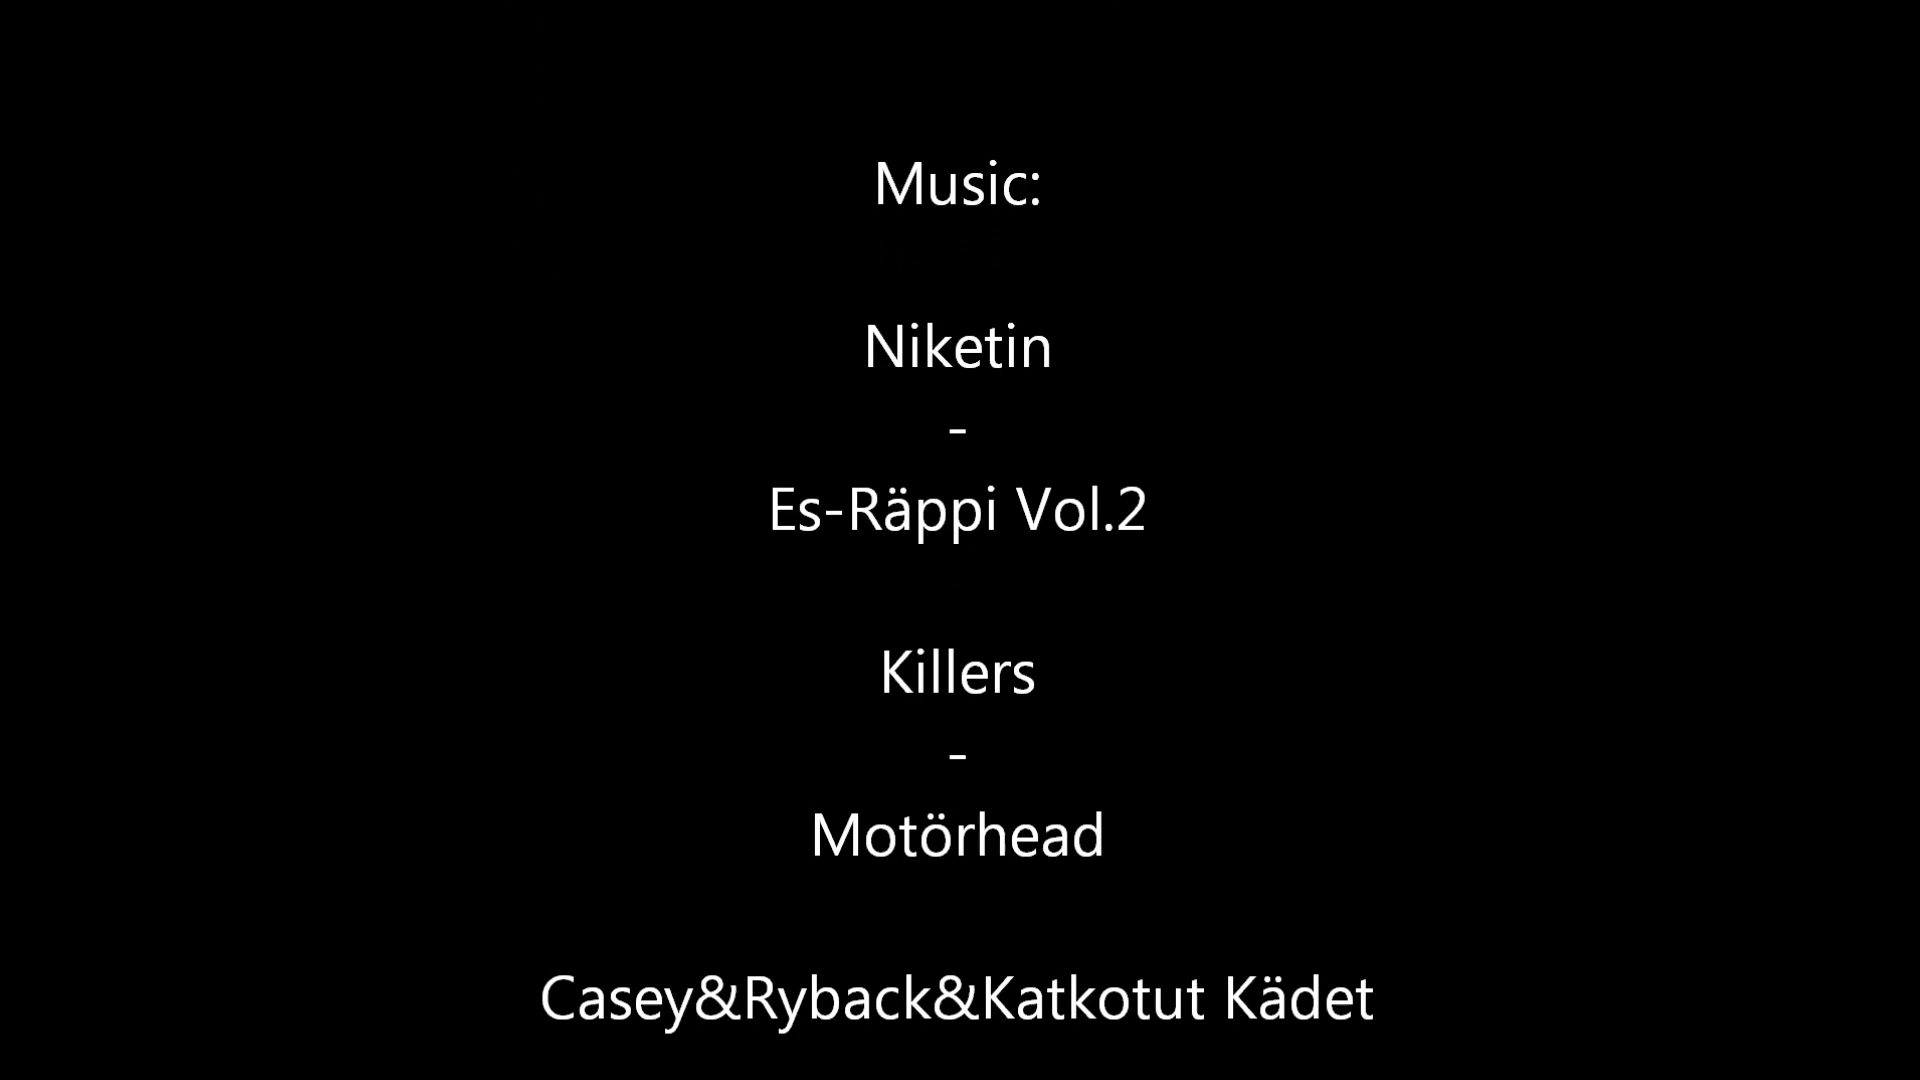 Music:
Niketin
-
Es-Räppi Vol.2
Killers
-
Motörhead
Casey&Ryback&Katkotut Kädet